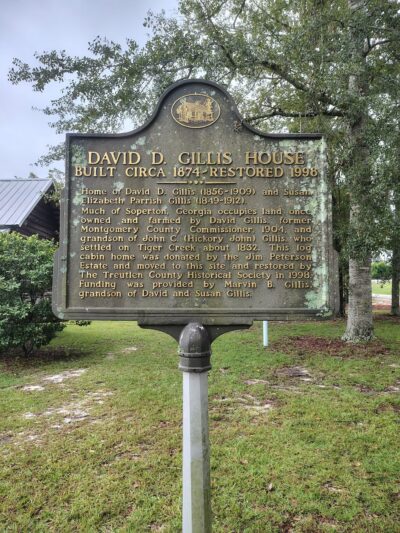 DAVID D. GILLIS HOUSE
BUILT CIRCA 1874-RESTORED 1998
Home of David D. Gillis (1856-1909) and Susan
Elizabeth Parrish Gillis (1849-1912).
Much of Soperton, Georgia occupies land once
owned and farmed by David Gillis, former
Montgomery County Commissioner, 1904, and
grandson of John C. (Hickory John) Gillis who
settled on Tiger Creek about 1832. This log
cabin home was donated by the Jim Peterson
Estate and moved to this site and restored by
The Treutlen County Historical Society in 1998.
Funding was provided by Marvin B. Gillis,
grandson of David and Susan Gillis.